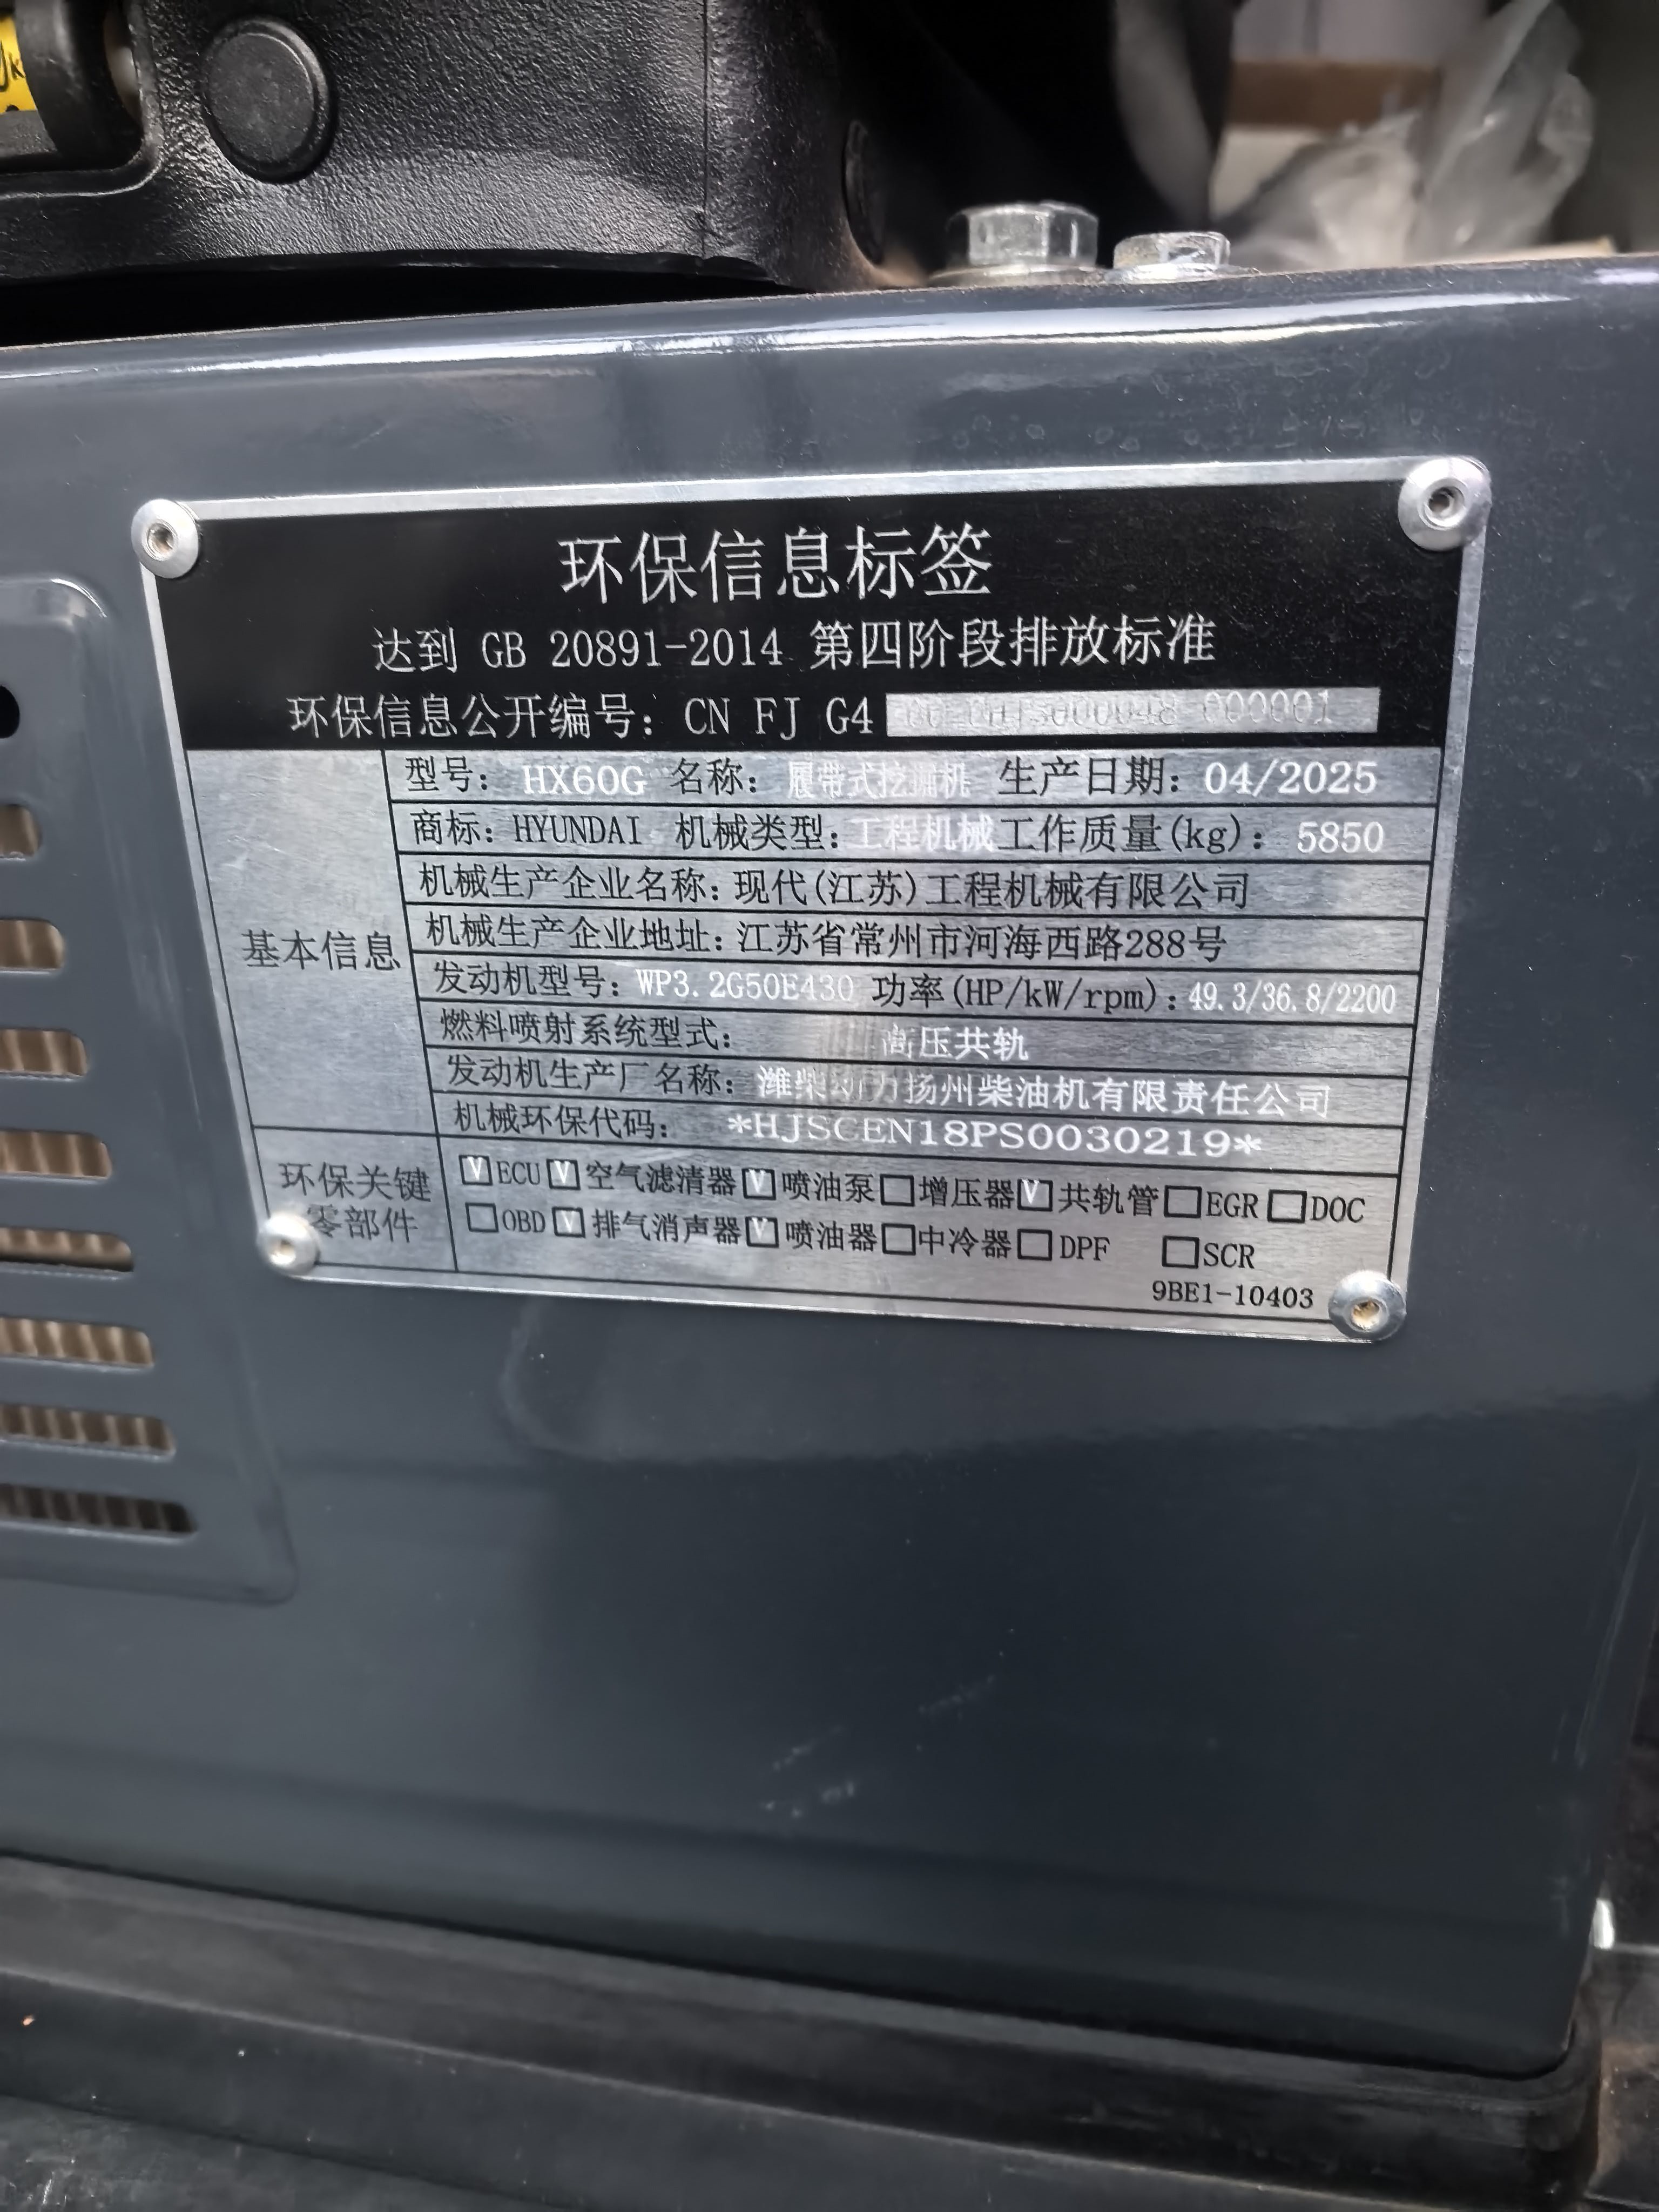 环保信息标签
达到 GB 20891-2014 第四阶段排放标准
环保信息公开编号: CN FJ G4 000048 000001
基本信息
型号: HX60G 名称: 履带式挖掘机 生产日期: 04/2025
商标: HYUNDAI 机械类型: 工程机械 工作质量(kg): 5850
机械生产企业名称: 现代(江苏)工程机械有限公司
机械生产企业地址: 江苏省常州市河海西路288号
发动机型号: WP3.2G50E430 功率(HP/kW/rpm): 49.3/36.8/2200
燃料喷射系统型式: 高压共轨
发动机生产厂名称: 潍柴动力扬州柴油机有限责任公司
机械环保代码: *HJSCEN18PS0030219*
环保关键
零部件
☑ECU ☑空气滤清器 ☑喷油泵 □增压器 ☑共轨管 □EGR □DOC
□OBD ☑排气消声器 ☑喷油器 □中冷器 □DPF □SCR
9BE1-10403